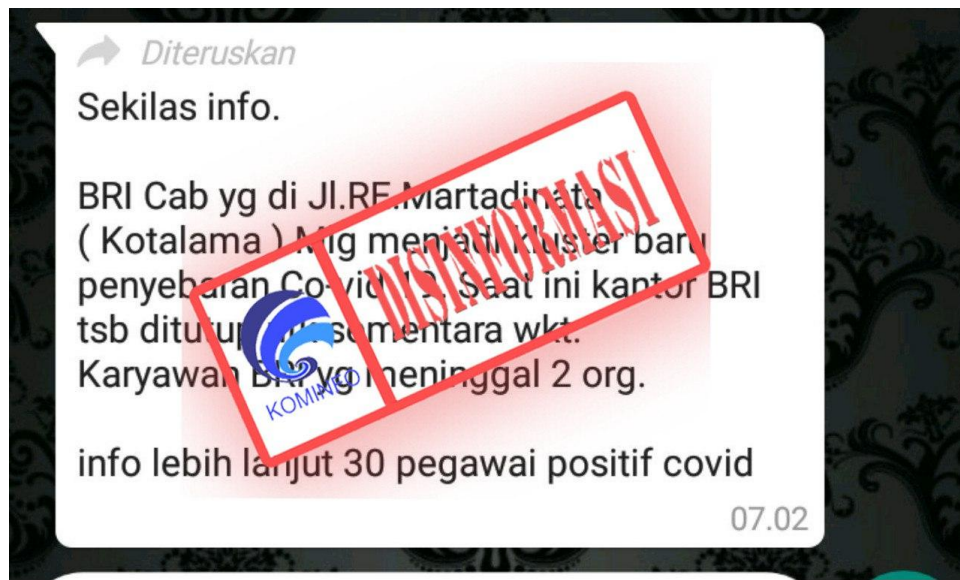 Diteruskan
Sekilas info.
BRI Cab yg di Jl.RE.Martadinata
( Kotalama ) Mlg menjadi kluster baru
penyebaran Co-vid 19. Saat ini kantor BRI
tsb ditutup sementara wkt.
Karyawan BRI yg meninggal 2 org.
info lebih lanjut 30 pegawai positif covid
07.02
KOMINFO
DISINFORMASI